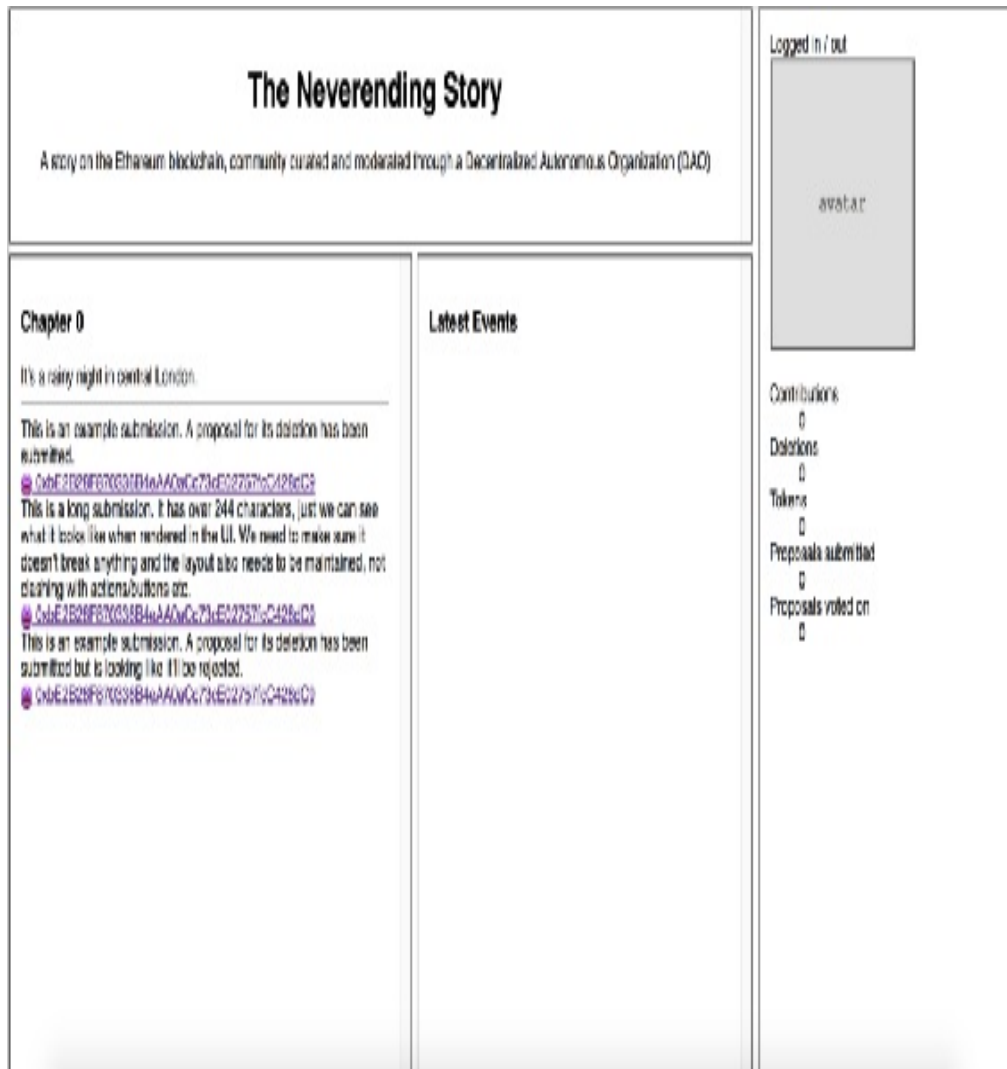 The Neverending Story
A story on the Ethereum blockchain, community curated and moderated through a Decentralized Autonomous Organization (DAO)
Chapter 0
It's a rainy night in central London.
This is an example submission. A proposal for its deletion has been
submitted.
This is a long submission. It has over 244 characters, just we can see
what it looks like when rendered in the UI. We need to make sure it
doesn't break anything and the layout also needs to be maintained, not
clashing with actions/buttons etc.
This is an example submission. A proposal for its deletion has been
submitted but is looking like it'll be rejected.
Latest Events
Logged in / out
avatar
Contributions
0
Deletions
0
Tokens
0
Proposals submitted
0
Proposals voted on
0